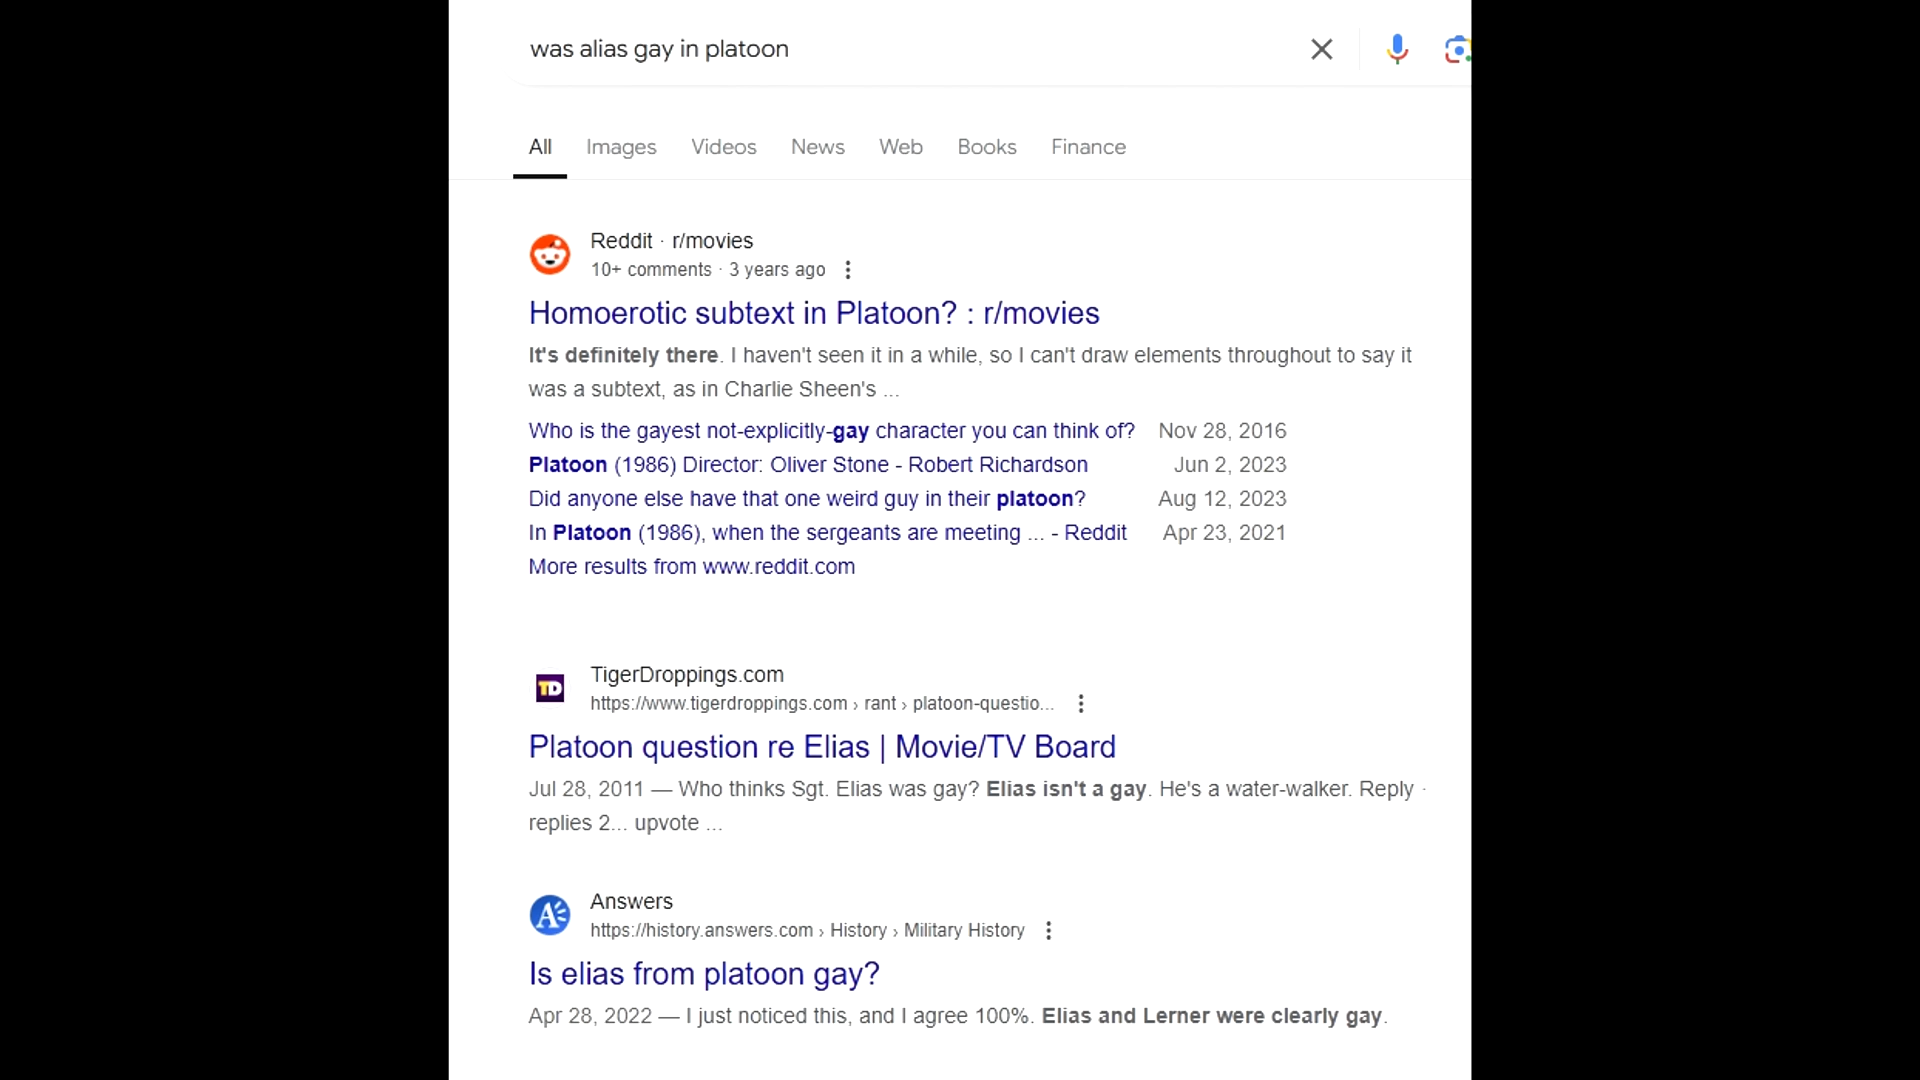 was alias gay in platoon
All Images Videos News Web Books Finance
Reddit · r/movies
10+ comments · 3 years ago
Homoerotic subtext in Platoon? : r/movies
It's definitely there. I haven't seen it in a while, so I can't draw elements throughout to say it
was a subtext, as in Charlie Sheen's ...
Who is the gayest not-explicitly-gay character you can think of? Nov 28, 2016
Platoon (1986) Director: Oliver Stone - Robert Richardson Jun 2, 2023
Did anyone else have that one weird guy in their platoon? Aug 12, 2023
In Platoon (1986), when the sergeants are meeting ... - Reddit Apr 23, 2021
More results from www.reddit.com
TD
TigerDroppings.com
https://www.tigerdroppings.com › rant › platoon-questio...
Platoon question re Elias | Movie/TV Board
Jul 28, 2011 — Who thinks Sgt. Elias was gay? Elias isn't a gay. He's a water-walker. Reply ·
replies 2... upvote ...
A
Answers
https://history.answers.com › History › Military History
Is elias from platoon gay?
Apr 28, 2022 — I just noticed this, and I agree 100%. Elias and Lerner were clearly gay.